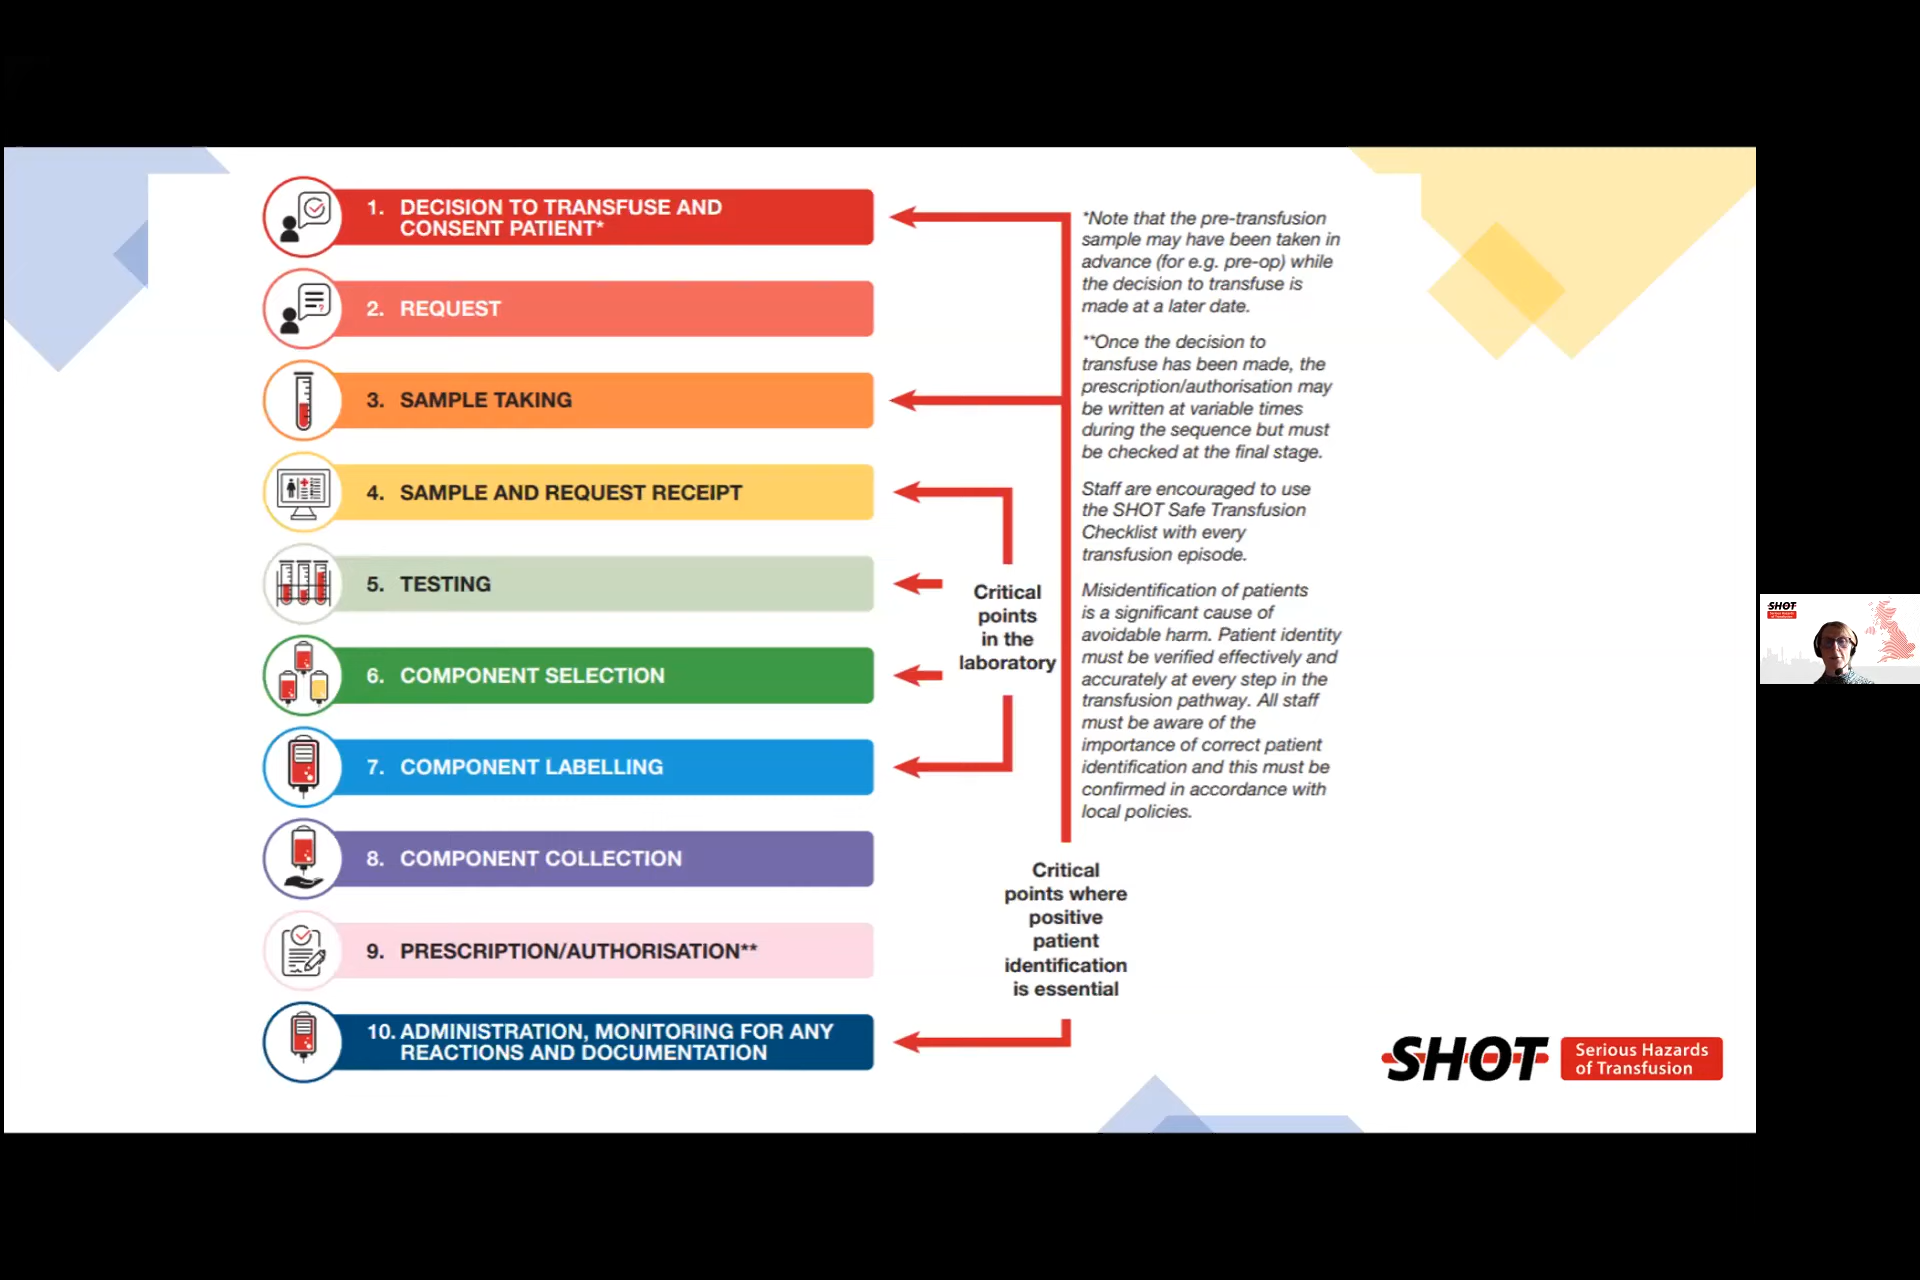 1. DECISION TO TRANSFUSE AND
CONSENT PATIENT*
2. REQUEST
3. SAMPLE TAKING
4. SAMPLE AND REQUEST RECEIPT
5. TESTING
6. COMPONENT SELECTION
7. COMPONENT LABELLING
8. COMPONENT COLLECTION
9. PRESCRIPTION/AUTHORISATION**
10. ADMINISTRATION, MONITORING FOR ANY
REACTIONS AND DOCUMENTATION
Critical
points
in the
laboratory
Critical
points where
positive
patient
identification
is essential
*Note that the pre-transfusion
sample may have been taken in
advance (for e.g. pre-op) while
the decision to transfuse is
made at a later date.
**Once the decision to
transfuse has been made, the
prescription/authorisation may
be written at variable times
during the sequence but must
be checked at the final stage.
Staff are encouraged to use
the SHOT Safe Transfusion
Checklist with every
transfusion episode.
Misidentification of patients
is a significant cause of
avoidable harm. Patient identity
must be verified effectively and
accurately at every step in the
transfusion pathway. All staff
must be aware of the
importance of correct patient
identification and this must be
confirmed in accordance with
local policies.
SHOT
Serious Hazards
of Transfusion
SHOT